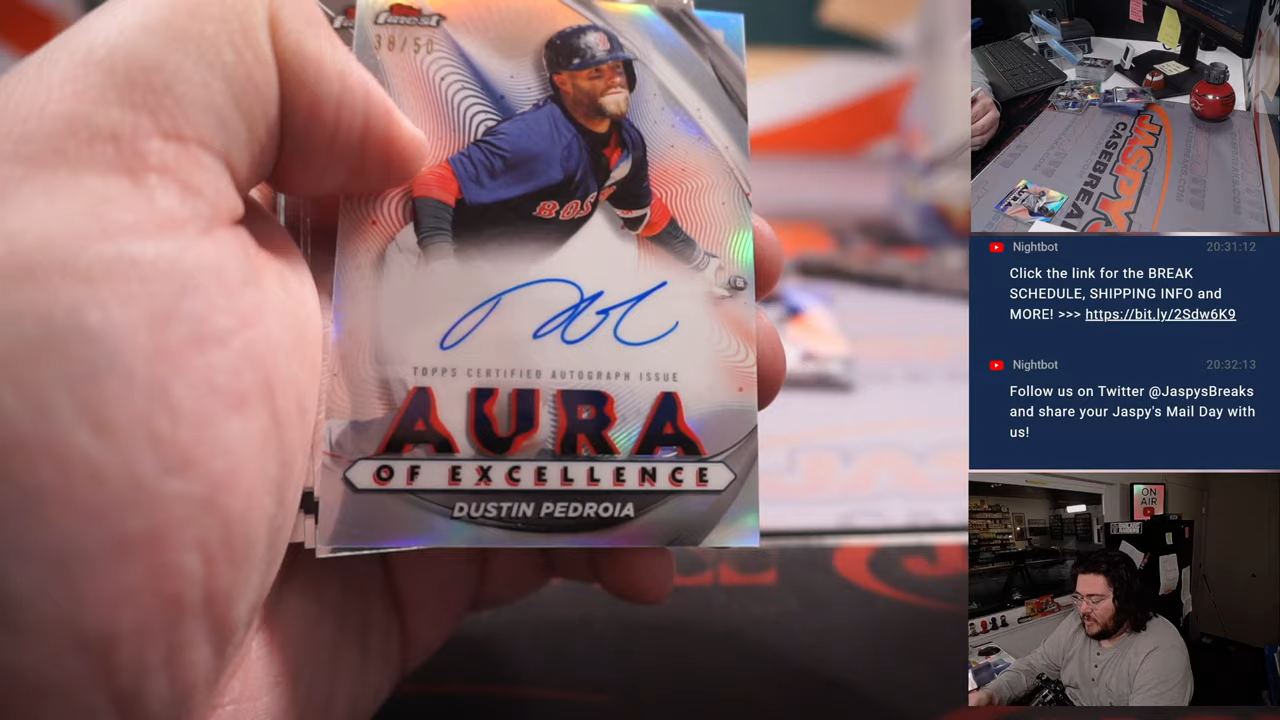 finest
38/50
BOS
TOPPS CERTIFIED AUTOGRAPH ISSUE
AURA
OF EXCELLENCE
DUSTIN PEDROIA
JASPY'S
CASEBREA
Nightbot 20:31:12
Click the link for the BREAK
SCHEDULE, SHIPPING INFO and
MORE! >>> https://bit.ly/2Sdw6K9
Nightbot 20:32:13
Follow us on Twitter @JaspysBreaks
and share your Jaspy's Mail Day with
us!
ON
AIR